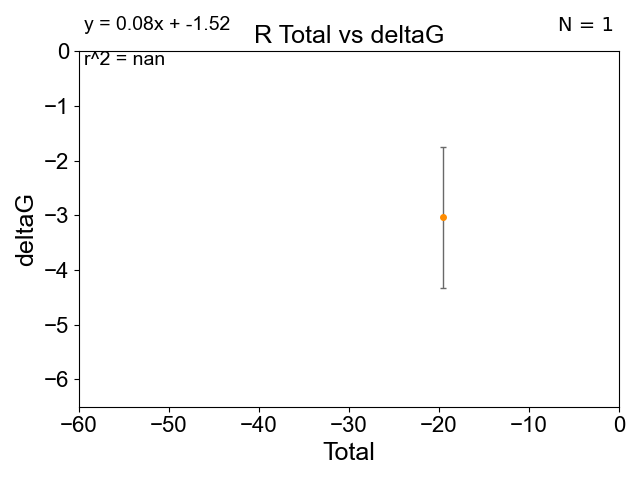 y = 0.08x + -1.52
R Total vs deltaG
N = 1
r^2 = nan
0
−1
−2
−3
−4
−5
−6
deltaG
−60
−50
−40
−30
−20
−10
0
Total